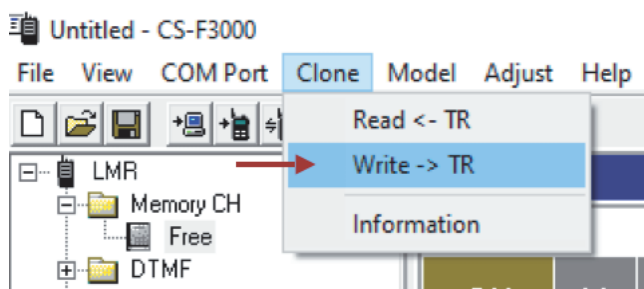 Untitled - CS-F3000
File View COM Port Clone Model Adjust Help
Read <- TR
Write -> TR
Information
LMR
Memory CH
Free
DTMF